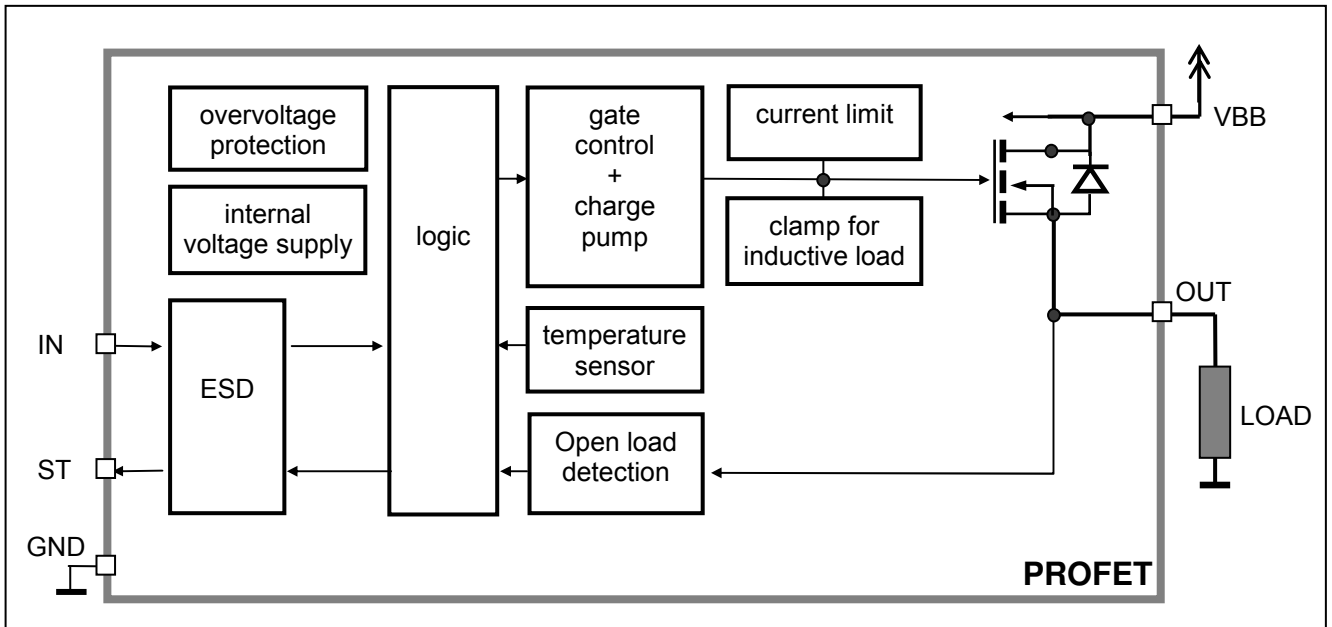 overvoltage
protection
internal
voltage supply
logic
gate
control
+
charge
pump
current limit
clamp for
inductive load
VBB
OUT
LOAD
IN
ESD
temperature
sensor
ST
Open load
detection
GND
PROFET